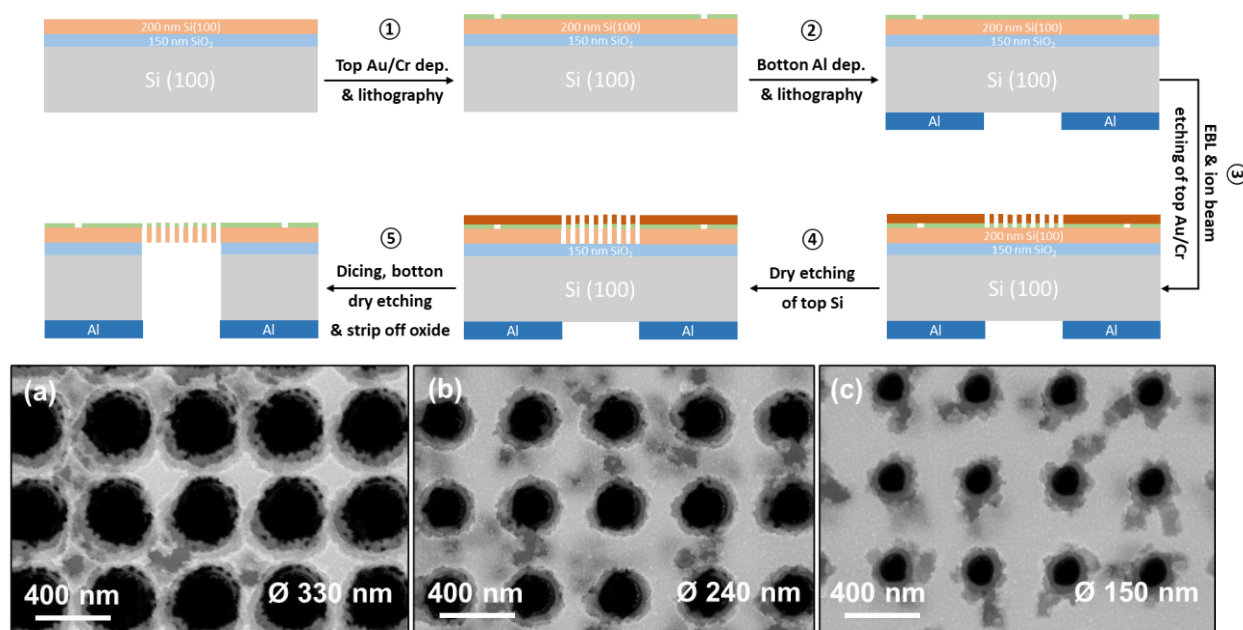 200 nm Si(100)
150 nm SiO₂
Si (100)
①
Top Au/Cr dep.
& lithography
200 nm Si(100)
150 nm SiO₂
Si (100)
②
Botton Al dep.
& lithography
200 nm Si(100)
150 nm SiO₂
Si (100)
Al
Al
③
EBL & ion beam
etching of top Au/Cr
200 nm Si(100)
150 nm SiO₂
Si (100)
Al
Al
④
Dry etching
of top Si
150 nm SiO₂
Si (100)
Al
Al
⑤
Dicing, botton
dry etching
& strip off oxide
Al
Al
(a)
400 nm
Ø 330 nm
(b)
400 nm
Ø 240 nm
(c)
400 nm
Ø 150 nm